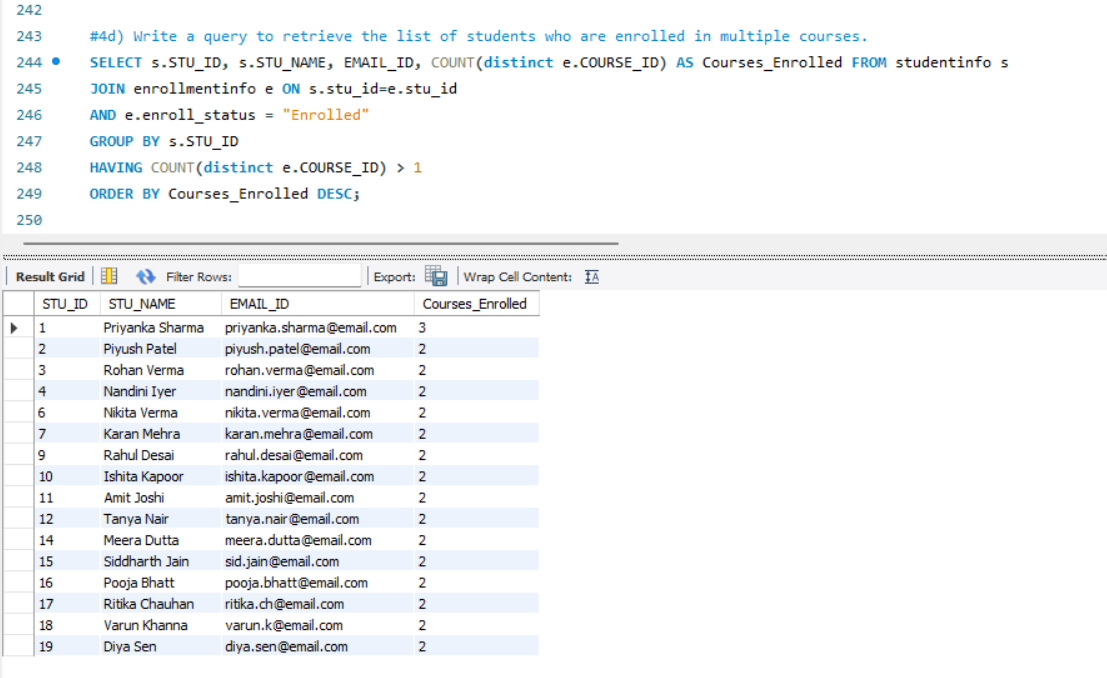 242
243 #4d) Write a query to retrieve the list of students who are enrolled in multiple courses.
244 SELECT s.STU_ID, s.STU_NAME, EMAIL_ID, COUNT(distinct e.COURSE_ID) AS Courses_Enrolled FROM studentinfo s
245 JOIN enrollmentinfo e ON s.stu_id=e.stu_id
246 AND e.enroll_status = "Enrolled"
247 GROUP BY s.STU_ID
248 HAVING COUNT(distinct e.COURSE_ID) > 1
249 ORDER BY Courses_Enrolled DESC;
250
Result Grid Filter Rows: Export: Wrap Cell Content: IA
STU_ID STU_NAME EMAIL_ID Courses_Enrolled
1 Priyanka Sharma priyanka.sharma@email.com 3
2 Piyush Patel piyush.patel@email.com 2
3 Rohan Verma rohan.verma@email.com 2
4 Nandini Iyer nandini.iyer@email.com 2
6 Nikita Verma nikita.verma@email.com 2
7 Karan Mehra karan.mehra@email.com 2
9 Rahul Desai rahul.desai@email.com 2
10 Ishita Kapoor ishita.kapoor@email.com 2
11 Amit Joshi amit.joshi@email.com 2
12 Tanya Nair tanya.nair@email.com 2
14 Meera Dutta meera.dutta@email.com 2
15 Siddharth Jain sid.jain@email.com 2
16 Pooja Bhatt pooja.bhatt@email.com 2
17 Ritika Chauhan ritika.ch@email.com 2
18 Varun Khanna varun.k@email.com 2
19 Diya Sen diya.sen@email.com 2